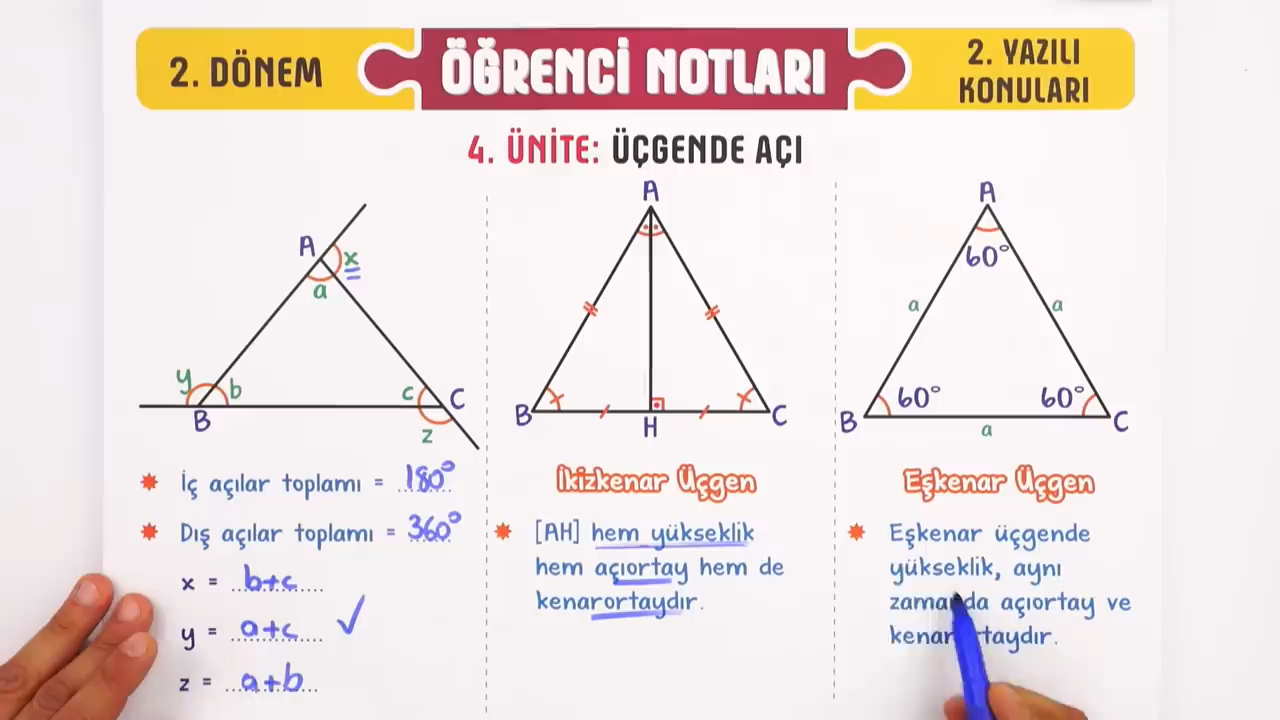 2. DÖNEM
ÖĞRENCİ NOTLARI
2. YAZILI
KONULARI
4. ÜNİTE: ÜÇGENDE AÇI
A
x
a
y
b
B
c
C
z
İç açılar toplamı = 180°
Dış açılar toplamı = 360°
x = b+c
y = a+c ✓
z = a+b
A
B
H
C
İkizkenar Üçgen
[AH] hem yükseklik
hem açıortay hem de
kenarortaydır.
A
60°
a
a
60°
60°
B
a
C
Eşkenar Üçgen
Eşkenar üçgende
yükseklik, aynı
zamanda açıortay ve
kenarortaydır.